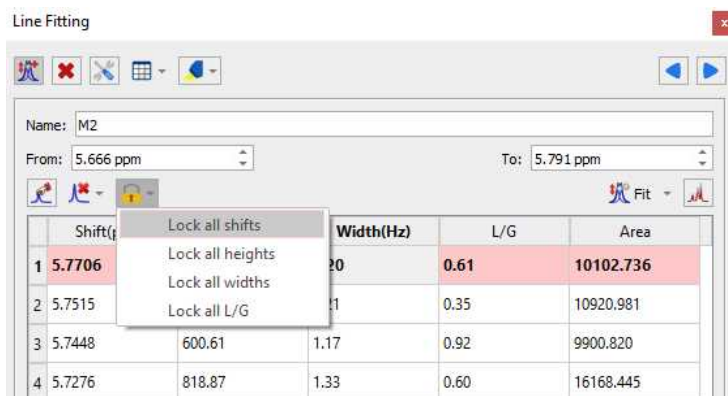 Line Fitting
x
Name: M2
From: 5.666 ppm To: 5.791 ppm
Fit
Shift( Width(Hz) L/G Area
Lock all shifts
Lock all heights
Lock all widths
Lock all L/G
1 5.7706 20 0.61 10102.736
2 5.7515 21 0.35 10920.981
3 5.7448 600.61 1.17 0.92 9900.820
4 5.7276 818.87 1.33 0.60 16168.445